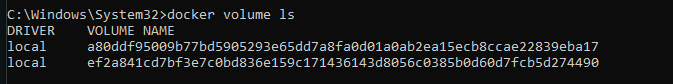 C:\Windows\System32>docker volume ls
DRIVER VOLUME NAME
local a80ddf95009b77bd5905293e65dd7a8fa0d01a0ab2ea15ecb8ccae22839eba17
local ef2a841cd7bf3e7c0bd836e159c171436143d8056c0385b0d60d7fcb5d274490